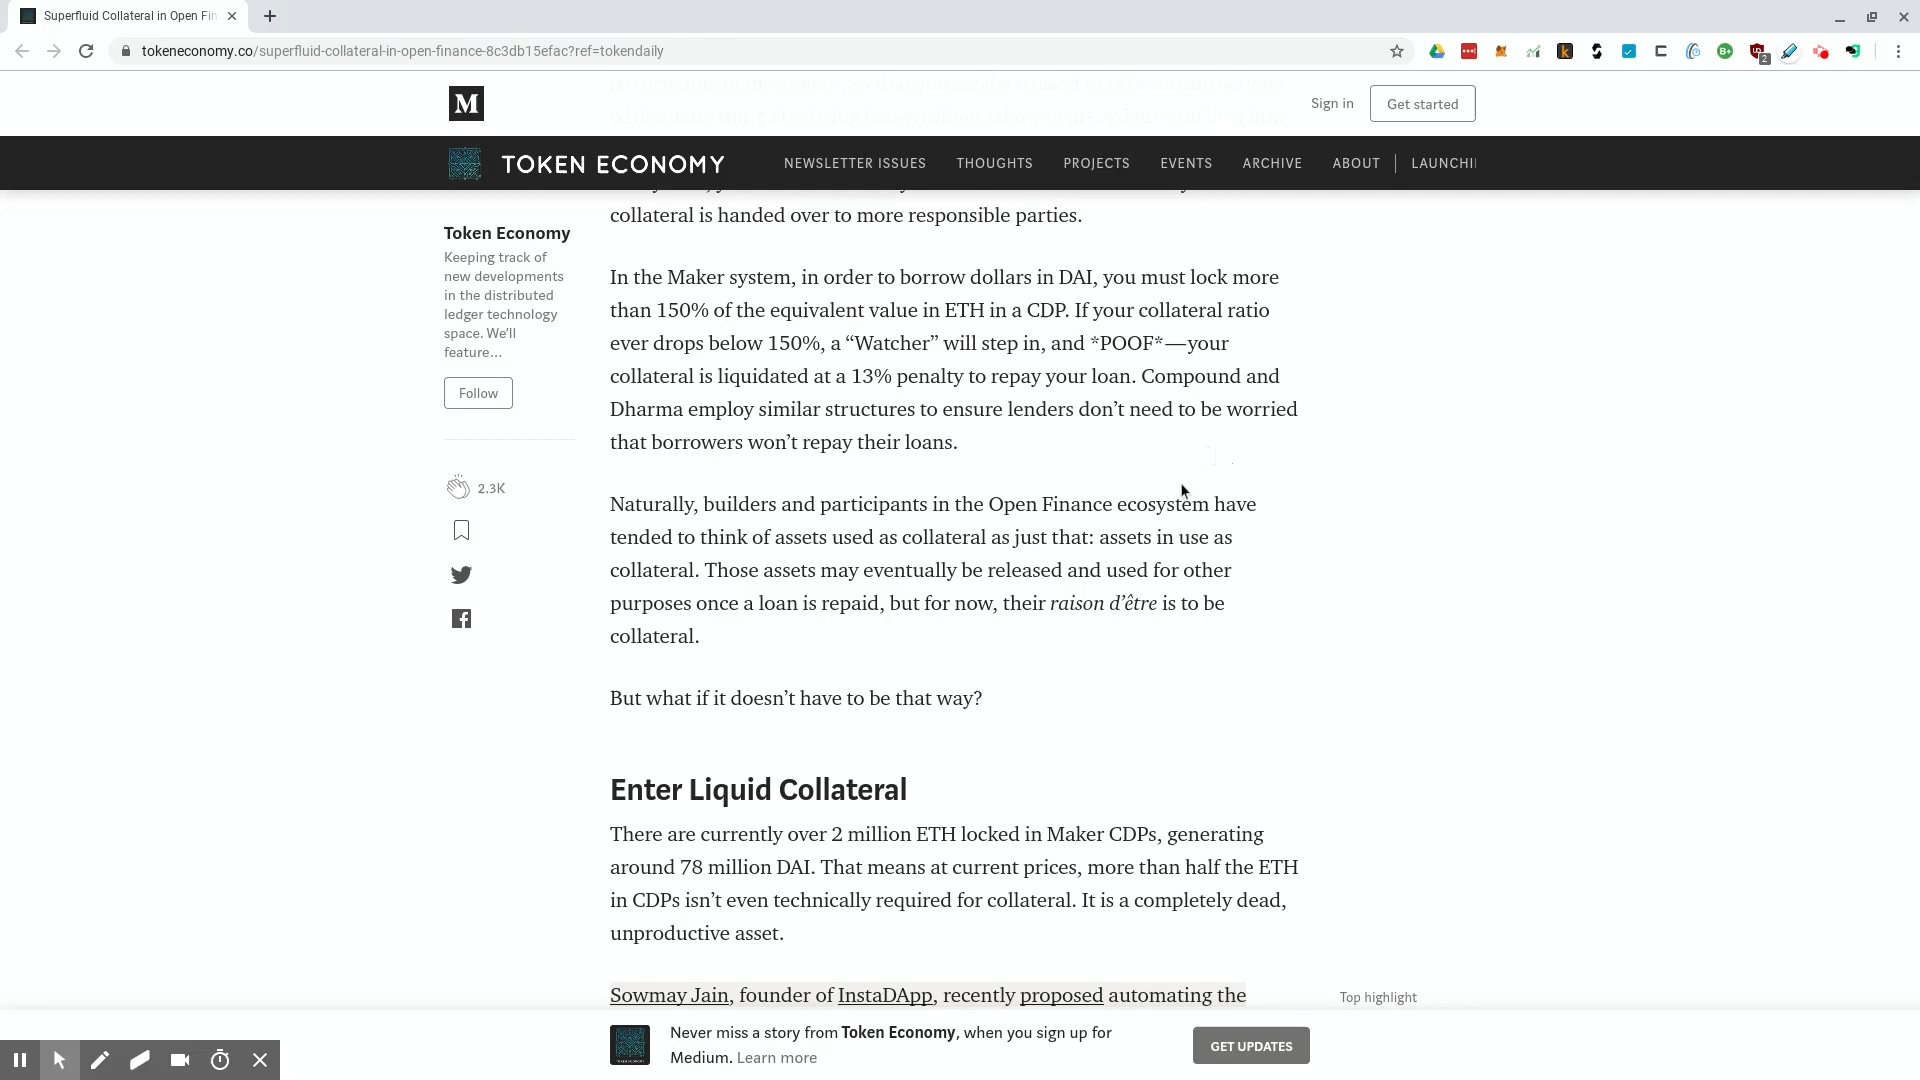 Superfluid Collateral in Open Fin
tokeneconomy.co/superfluid-collateral-in-open-finance-8c3db15efac?ref=tokendaily
2
M
Sign in
Get started
TOKEN ECONOMY
NEWSLETTER ISSUES
THOUGHTS
PROJECTS
EVENTS
ARCHIVE
ABOUT
LAUNCHI
Token Economy
Keeping track of
new developments
in the distributed
ledger technology
space. We'll
feature…
Follow
2.3K
collateral is handed over to more responsible parties.
In the Maker system, in order to borrow dollars in DAI, you must lock more
than 150% of the equivalent value in ETH in a CDP. If your collateral ratio
ever drops below 150%, a “Watcher” will step in, and *POOF* — your
collateral is liquidated at a 13% penalty to repay your loan. Compound and
Dharma employ similar structures to ensure lenders don’t need to be worried
that borrowers won’t repay their loans.
Naturally, builders and participants in the Open Finance ecosystem have
tended to think of assets used as collateral as just that: assets in use as
collateral. Those assets may eventually be released and used for other
purposes once a loan is repaid, but for now, their raison d’être is to be
collateral.
But what if it doesn’t have to be that way?
Enter Liquid Collateral
There are currently over 2 million ETH locked in Maker CDPs, generating
around 78 million DAI. That means at current prices, more than half the ETH
in CDPs isn’t even technically required for collateral. It is a completely dead,
unproductive asset.
Sowmay Jain, founder of InstaDApp, recently proposed automating the
Top highlight
Never miss a story from Token Economy, when you sign up for
Medium. Learn more
GET UPDATES